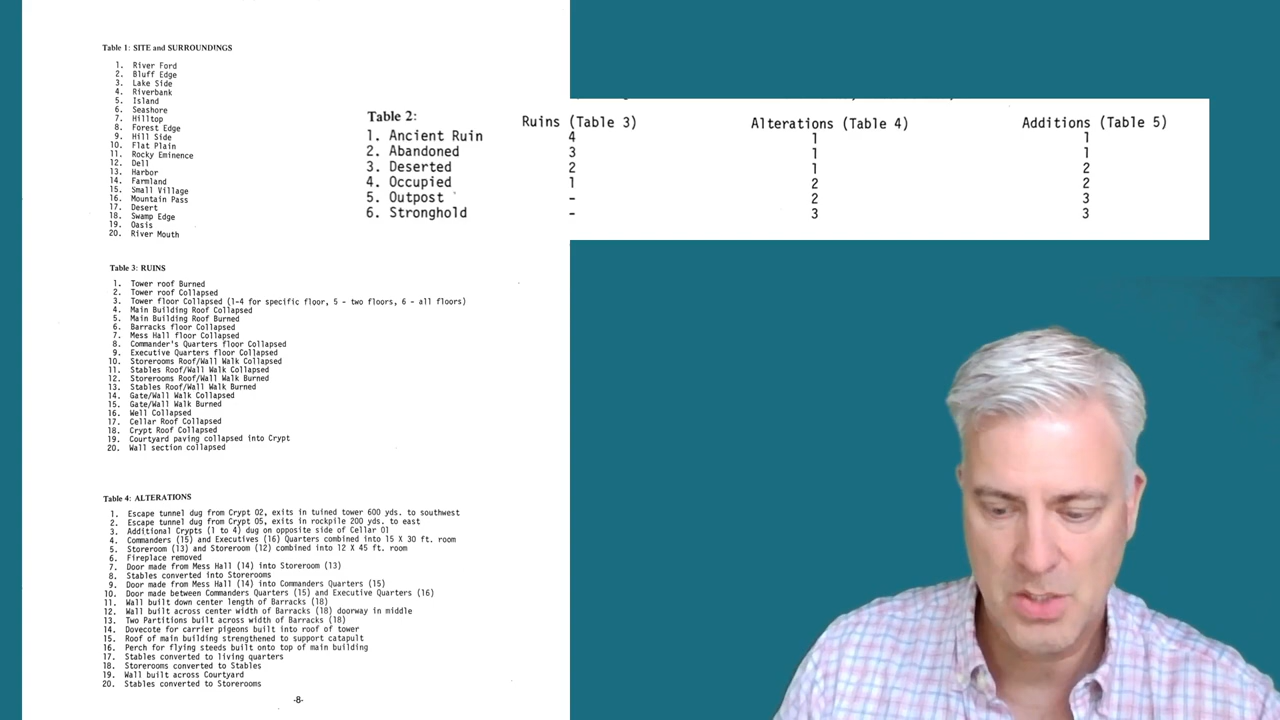 Table 1: SITE and SURROUNDINGS
1. River Ford
2. Bluff Edge
3. Lake Side
4. Riverbank
5. Island
6. Seashore
7. Hilltop
8. Forest Edge
9. Hill Side
10. Flat Plain
11. Rocky Eminence
12. Dell
13. Harbor
14. Farmland
15. Small Village
16. Mountain Pass
17. Desert
18. Swamp Edge
19. Oasis
20. River Mouth
Table 2: Ruins (Table 3) Alterations (Table 4) Additions (Table 5)
1. Ancient Ruin 4 1 1
2. Abandoned 3 1 1
3. Deserted 2 1 2
4. Occupied 1 2 2
5. Outpost - 2 3
6. Stronghold - 3 3
Table 3: RUINS
1. Tower roof Burned
2. Tower roof Collapsed
3. Tower floor Collapsed (1-4 for specific floor, 5 - two floors, 6 - all floors)
4. Main Building Roof Collapsed
5. Main Building Roof Burned
6. Barracks floor Collapsed
7. Mess Hall floor Collapsed
8. Commander's Quarters floor Collapsed
9. Executive Quarters floor Collapsed
10. Storerooms Roof/Wall Walk Collapsed
11. Stables Roof/Wall Walk Collapsed
12. Storerooms Roof/Wall Walk Burned
13. Stables Roof/Wall Walk Burned
14. Gate/Wall Walk Collapsed
15. Gate/Wall Walk Burned
16. Well Collapsed
17. Cellar Roof Collapsed
18. Crypt Roof Collapsed
19. Courtyard paving collapsed into Crypt
20. Wall section collapsed
Table 4: ALTERATIONS
1. Escape tunnel dug from Crypt 02, exits in tuined tower 600 yds. to southwest
2. Escape tunnel dug from Crypt 05, exits in rockpile 200 yds. to east
3. Additional Crypts (1 to 4) dug on opposite side of Cellar 01
4. Commanders (15) and Executives (16) Quarters combined into 15 X 30 ft. room
5. Storeroom (13) and Storeroom (12) combined into 12 X 45 ft. room
6. Fireplace removed
7. Door made from Mess Hall (14) into Storeroom (13)
8. Stables converted into Storerooms
9. Door made from Mess Hall (14) into Commanders Quarters (15)
10. Door made between Commanders Quarters (15) and Executive Quarters (16)
11. Wall built down center length of Barracks (18)
12. Wall built across center width of Barracks (18) doorway in middle
13. Two Partitions built across width of Barracks (18)
14. Dovecote for carrier pigeons built into roof of tower
15. Roof of main building strengthened to support catapult
16. Perch for flying steeds built onto top of main building
17. Stables converted to living quarters
18. Storerooms converted to Stables
19. Wall built across Courtyard
20. Stables converted to Storerooms
-8-